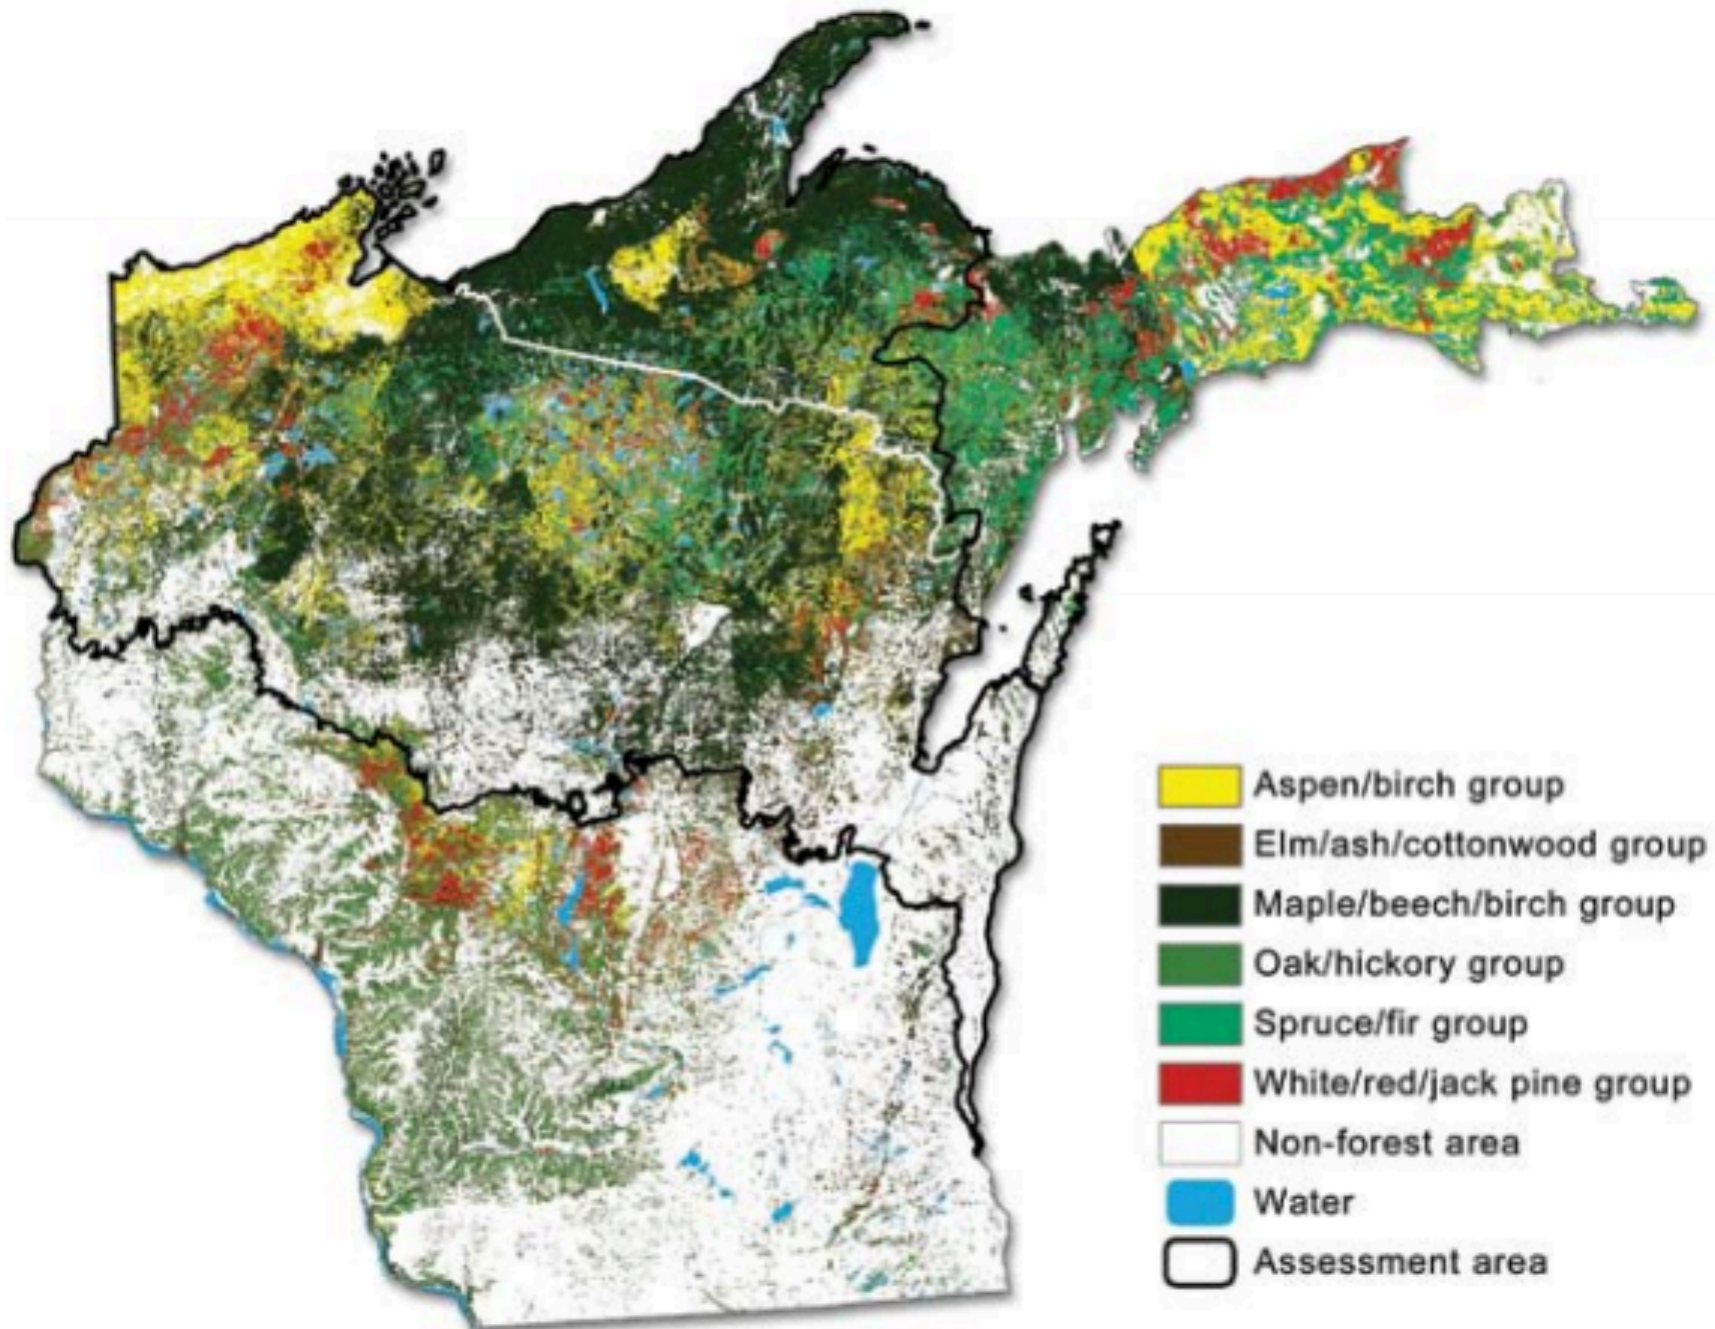 Aspen/birch group
Elm/ash/cottonwood group
Maple/beech/birch group
Oak/hickory group
Spruce/fir group
White/red/jack pine group
Non-forest area
Water
Assessment area